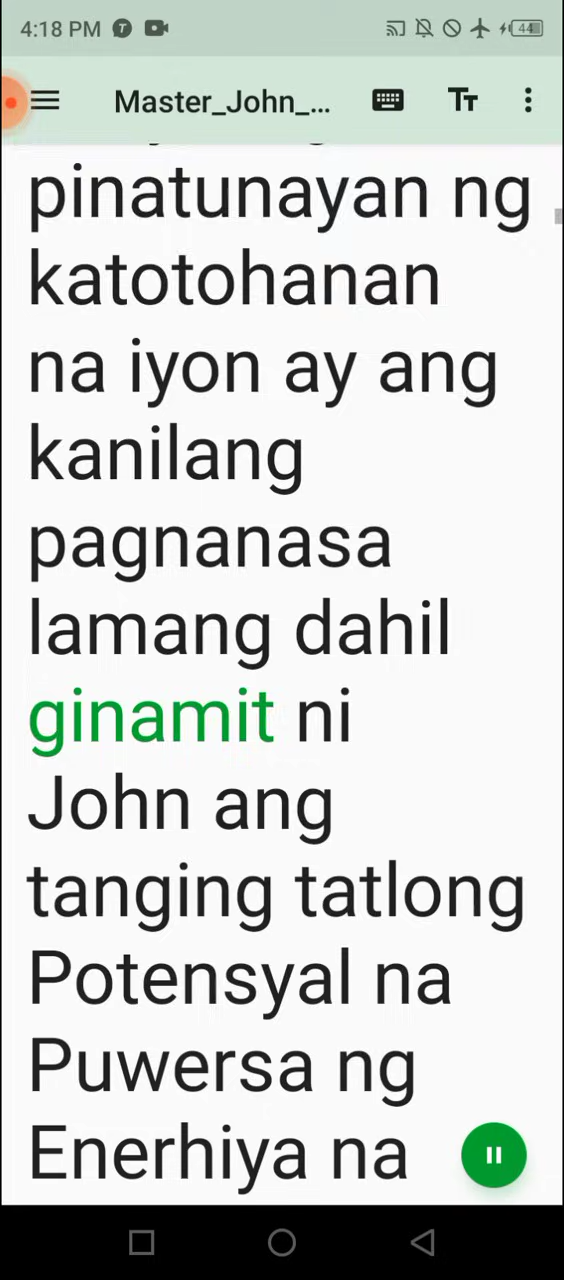 4:18 PM
44
Master_John_...
pinatunayan ng
katotohanan
na iyon ay ang
kanilang
pagnanasa
lamang dahil
ginamit ni
John ang
tanging tatlong
Potensyal na
Puwersa ng
Enerhiya na